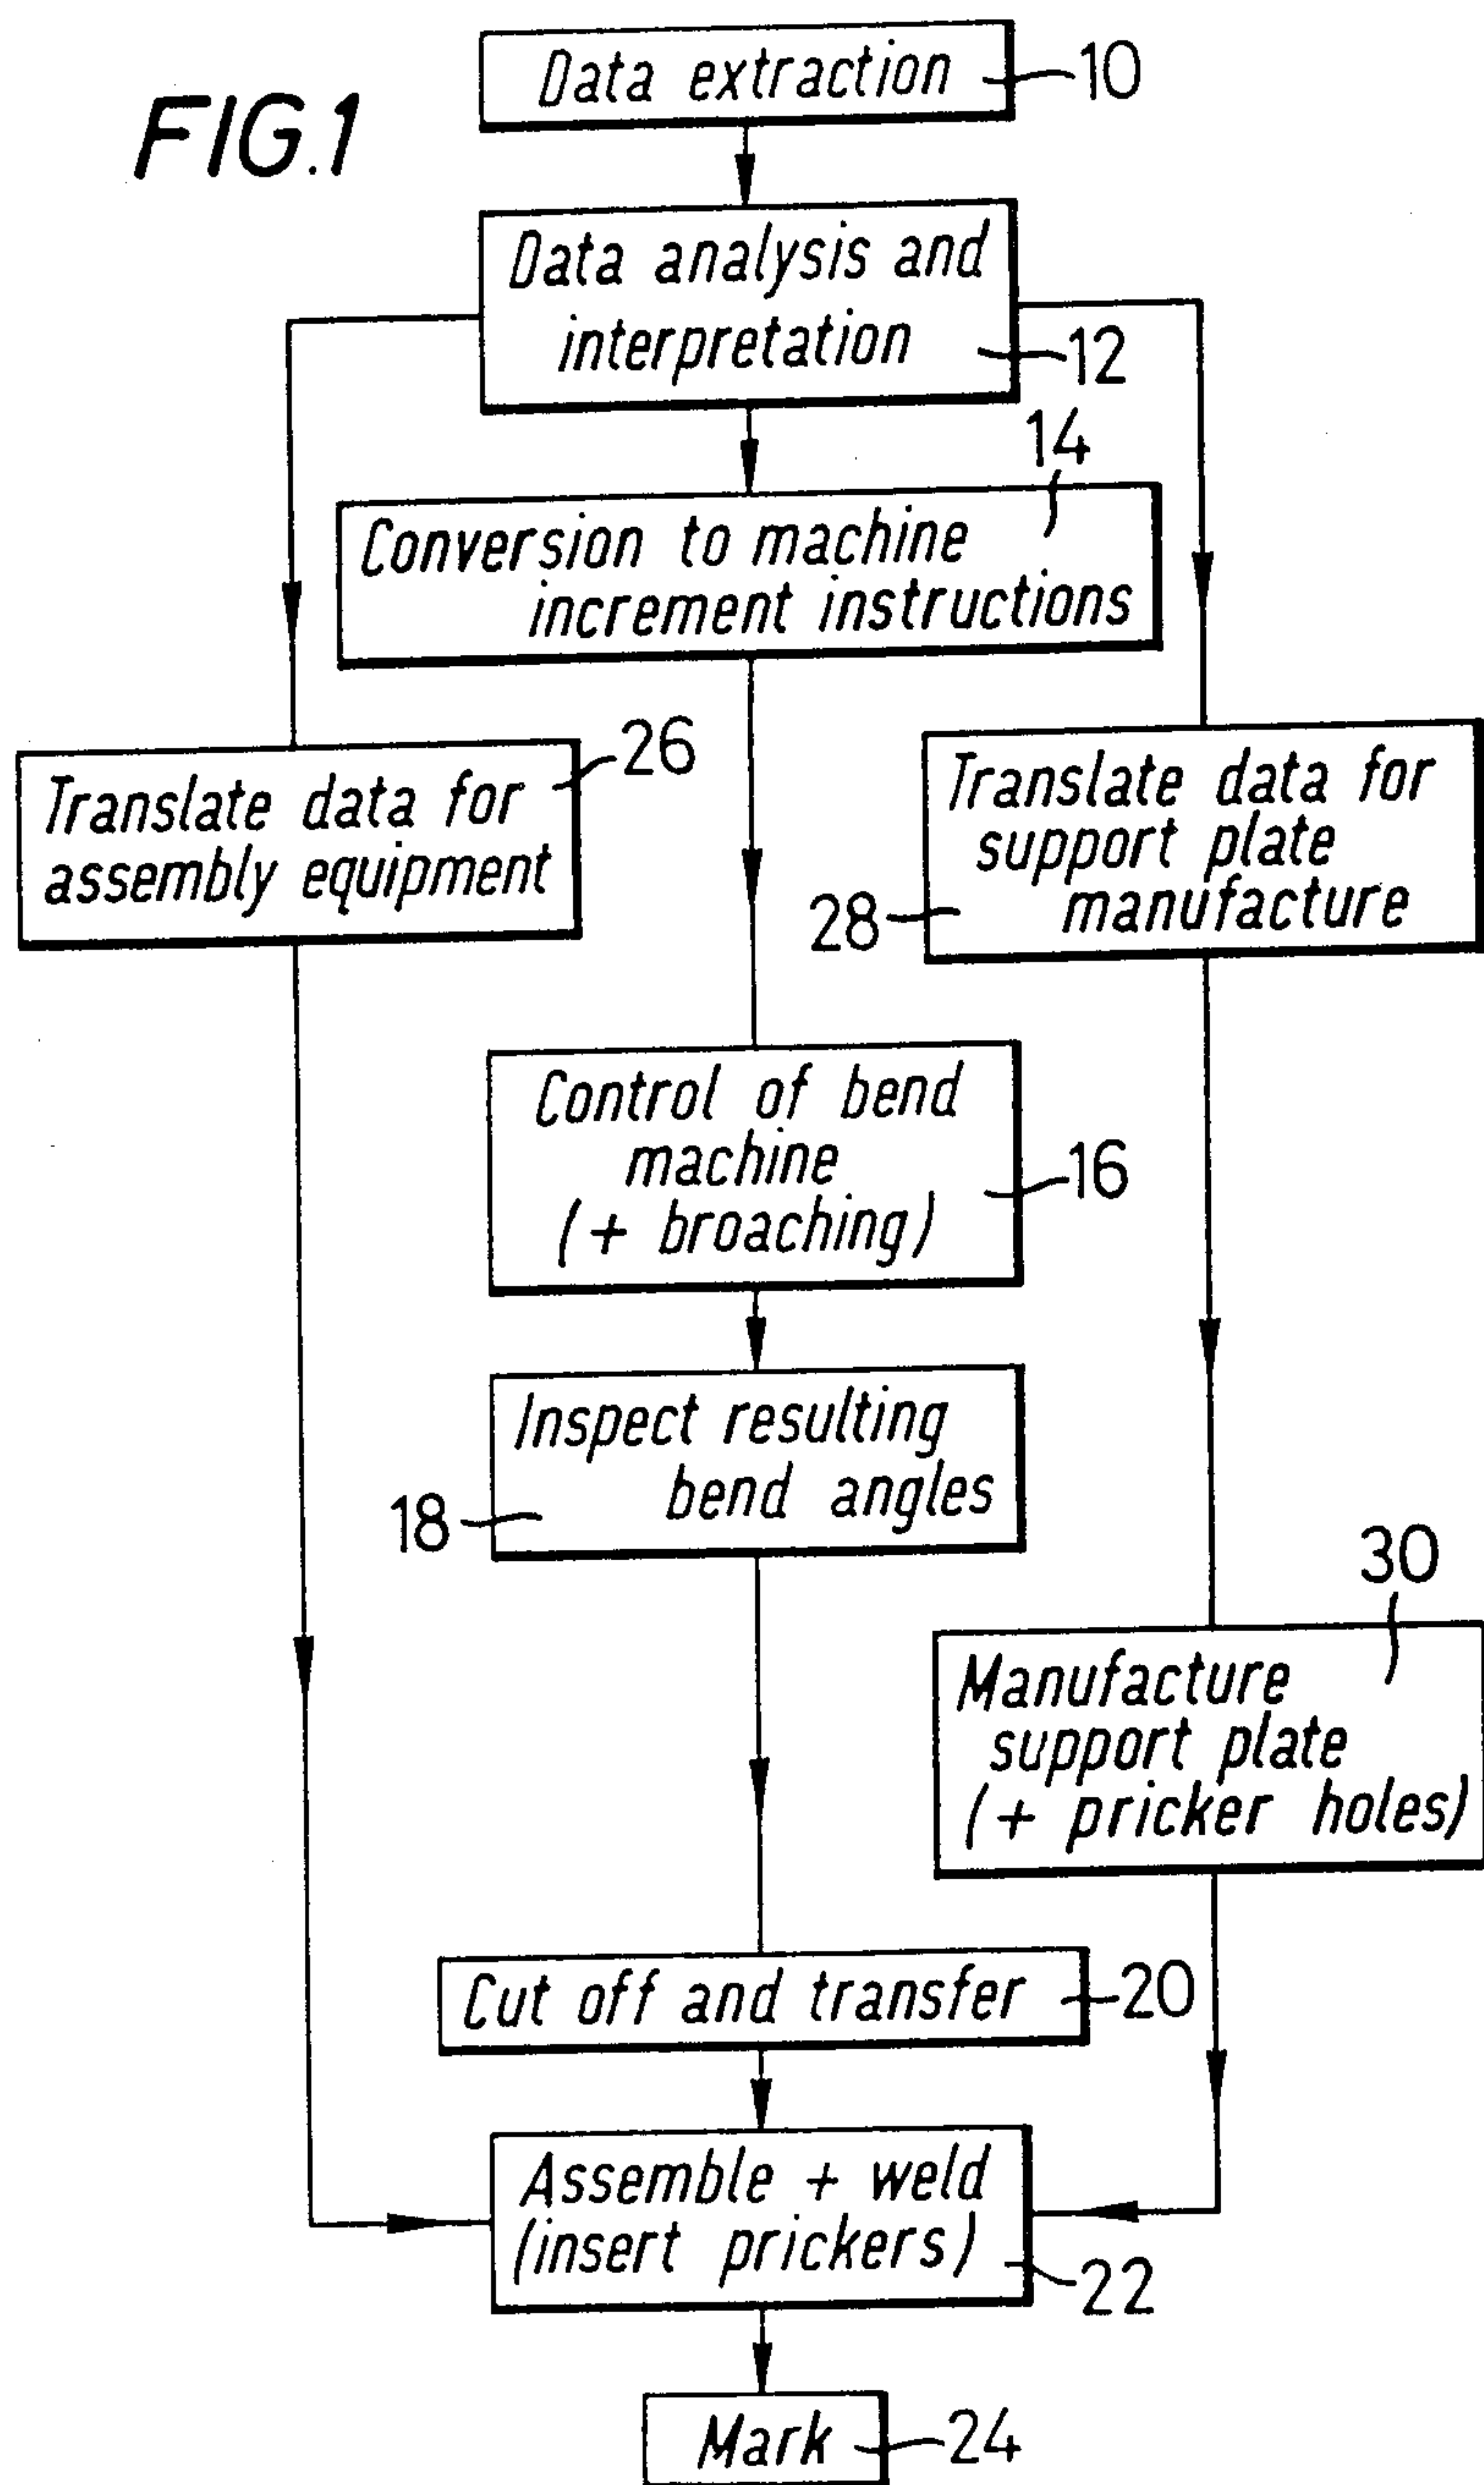 FIG.1
Data extraction
10
Data analysis and
interpretation
12
14
Conversion to machine
increment instructions
26
Translate data for
assembly equipment
Translate data for
support plate
manufacture
28
Control of bend
machine
(+ broaching)
16
Inspect resulting
bend angles
18
30
Manufacture
support plate
(+ pricker holes)
Cut off and transfer
20
Assemble + weld
(insert prickers)
22
Mark
24